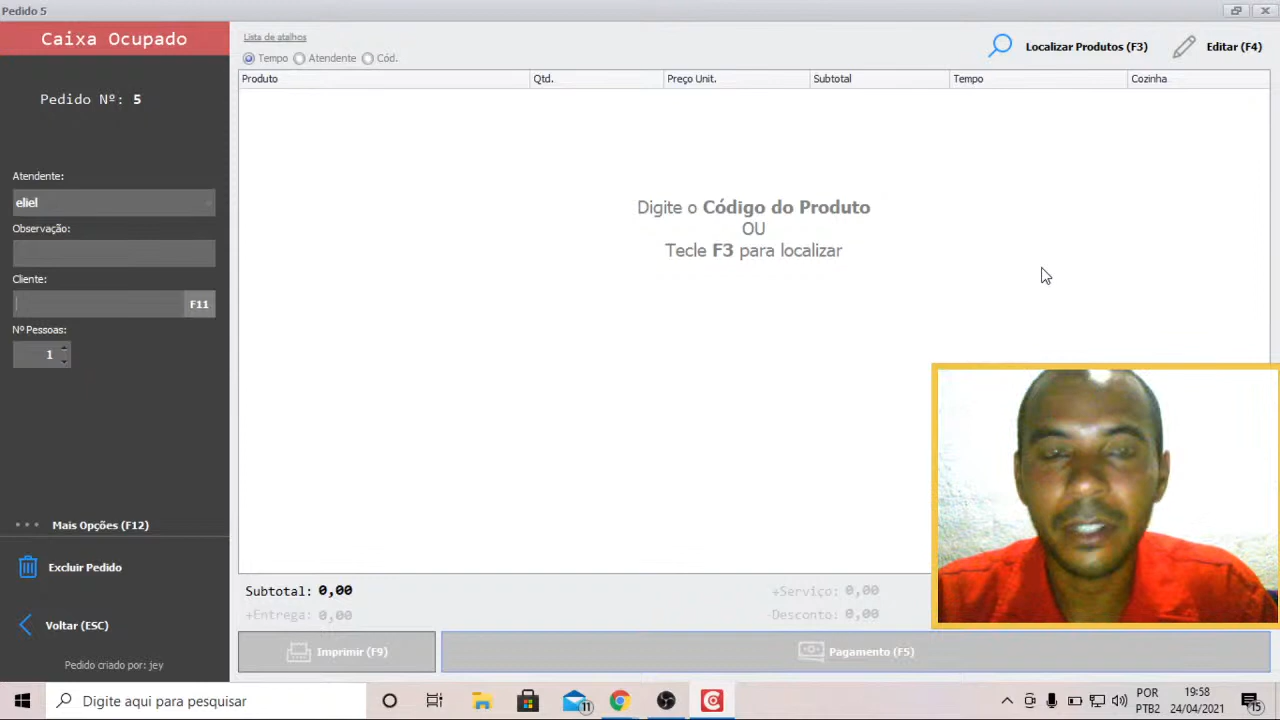 Pedido 5
Caixa Ocupado
Pedido Nº: 5
Atendente:
eliel
Observação:
Cliente:
F11
Nº Pessoas:
1
Mais Opções (F12)
Excluir Pedido
Voltar (ESC)
Pedido criado por: jey
Lista de atalhos
Tempo Atendente Cód.
Localizar Produtos (F3) Editar (F4)
Produto Qtd. Preço Unit. Subtotal Tempo Cozinha
Digite o Código do Produto
OU
Tecle F3 para localizar
Subtotal: 0,00 +Serviço: 0,00
+Entrega: 0,00 -Desconto: 0,00
Imprimir (F9) Pagamento (F5)
Digite aqui para pesquisar
11
POR
PTB2
19:58
24/04/2021
15